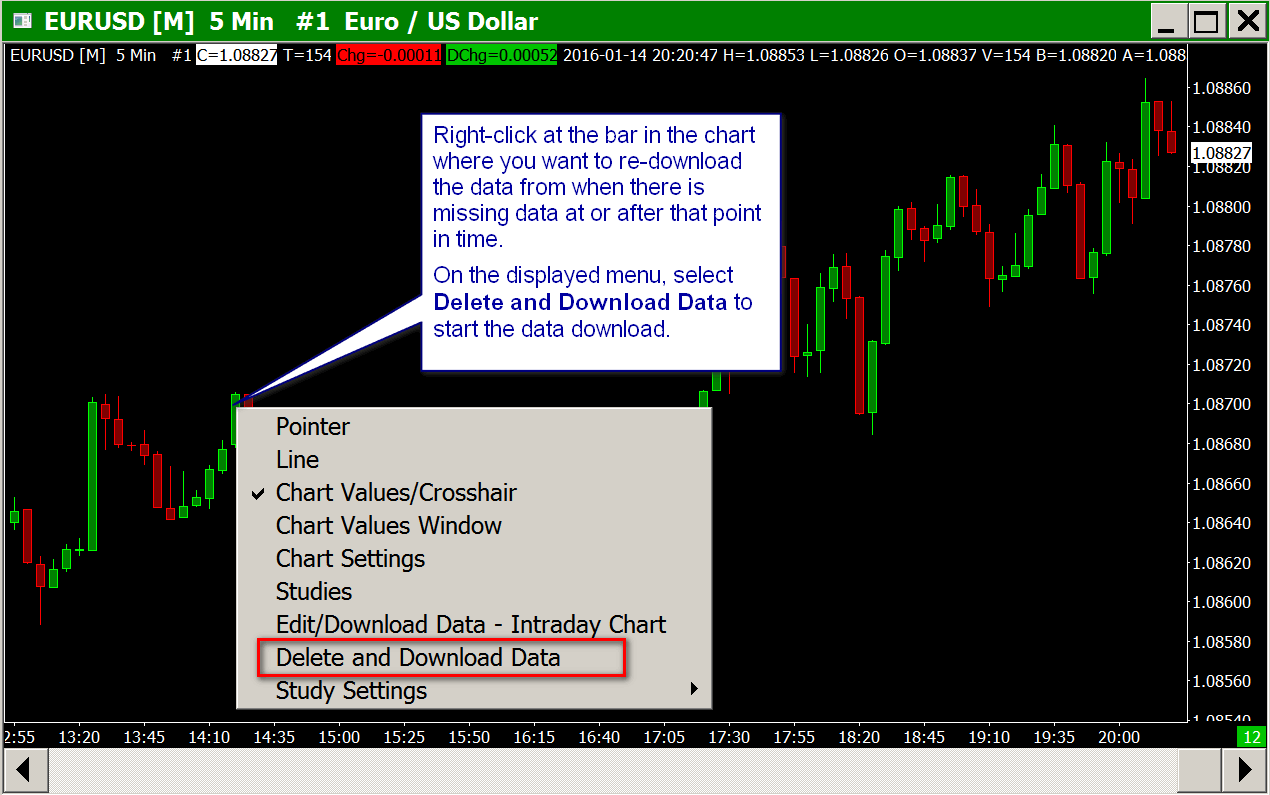 EURUSD [M] 5 Min #1 Euro / US Dollar
EURUSD [M] 5 Min #1 C=1.08827 T=154 Chg=-0.00011 DChg=0.00052 2016-01-14 20:20:47 H=1.08853 L=1.08826 O=1.08837 V=154 B=1.08820 A=1.088
Right-click at the bar in the chart
where you want to re-download
the data from when there is
missing data at or after that point
in time.
On the displayed menu, select
Delete and Download Data to
start the data download.
Pointer
Line
Chart Values/Crosshair
Chart Values Window
Chart Settings
Studies
Edit/Download Data - Intraday Chart
Delete and Download Data
Study Settings
1.08860
1.08840
1.08827
1.08820
1.08800
1.08780
1.08760
1.08740
1.08720
1.08700
1.08680
1.08660
1.08640
1.08620
1.08600
1.08580
1.08560
1.08540
2:55 13:20 13:45 14:10 14:35 15:00 15:25 15:50 16:15 16:40 17:05 17:30 17:55 18:20 18:45 19:10 19:35 20:00 12